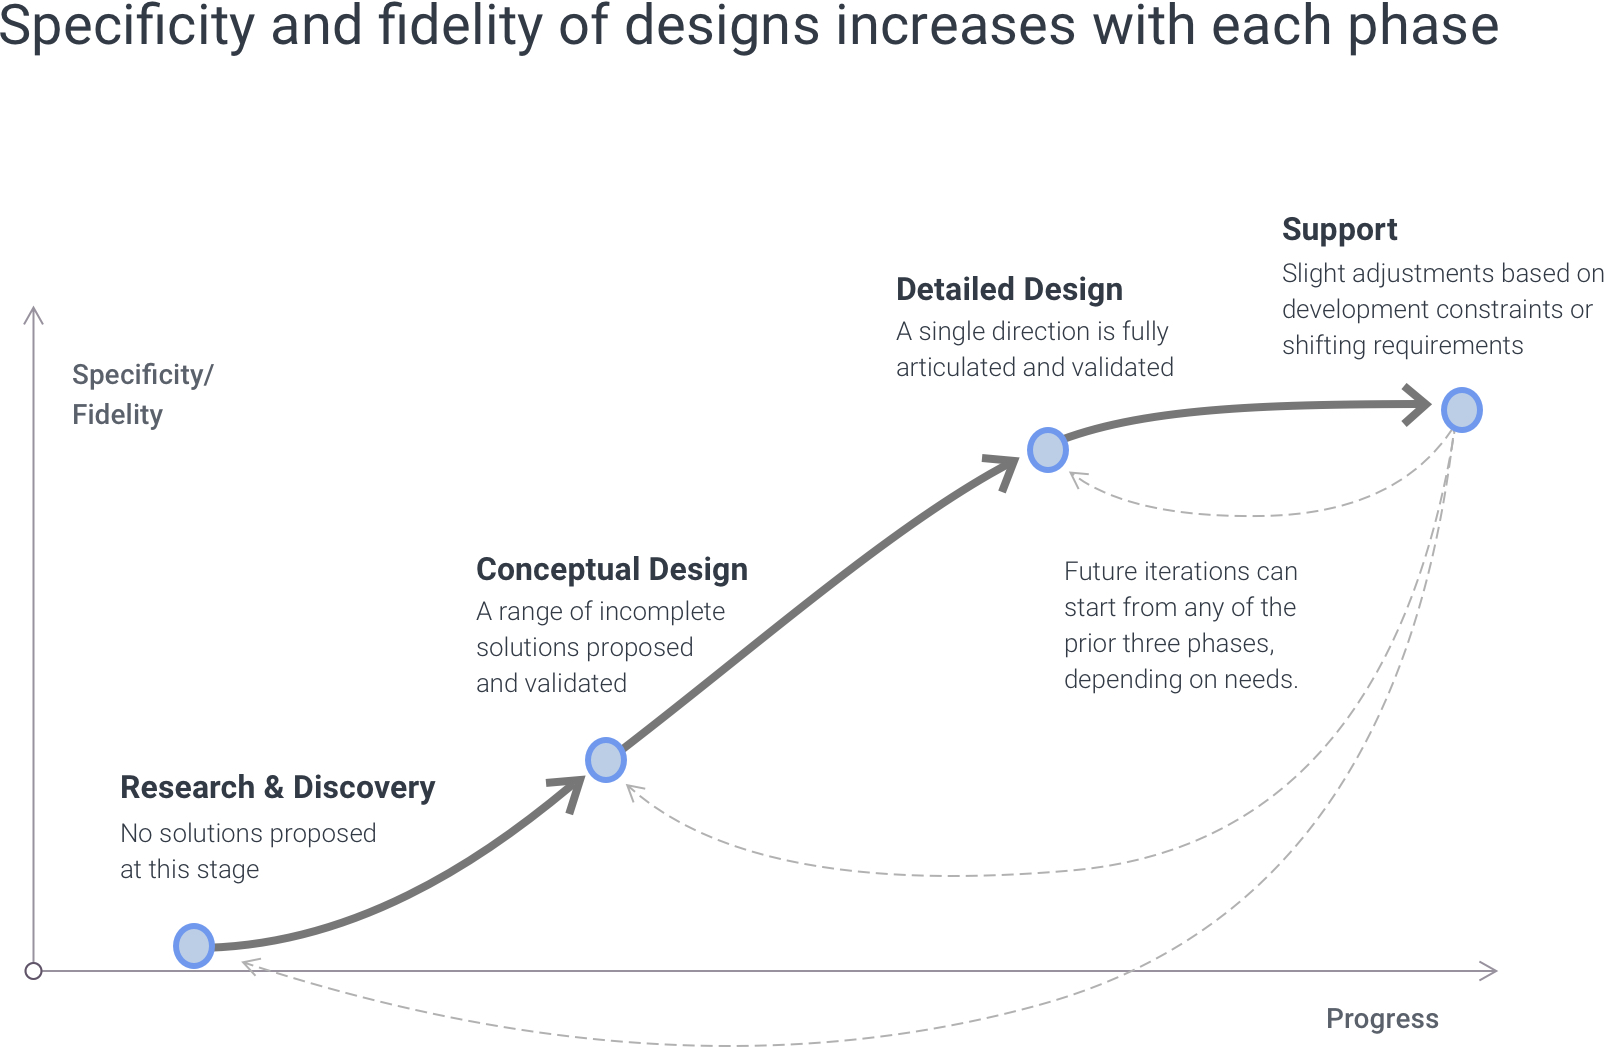 Specificity and fidelity of designs increases with each phase
Support
Slight adjustments based on
development constraints or
shifting requirements
Detailed Design
A single direction is fully
articulated and validated
Specificity/
Fidelity
Conceptual Design
A range of incomplete
solutions proposed
and validated
Future iterations can
start from any of the
prior three phases,
depending on needs.
Research & Discovery
No solutions proposed
at this stage
Progress